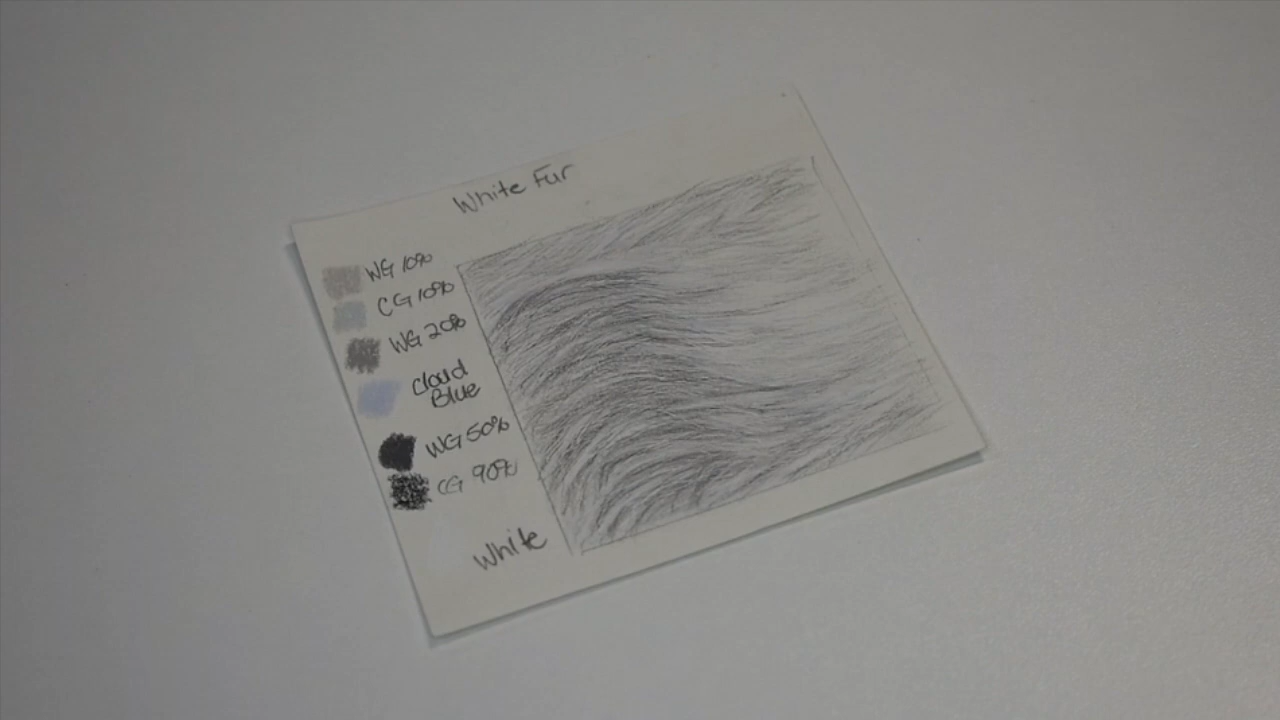 White Fur
WG 10%
CG 10%
WG 20%
Cloud
Blue
WG 50%
CG 90%
White